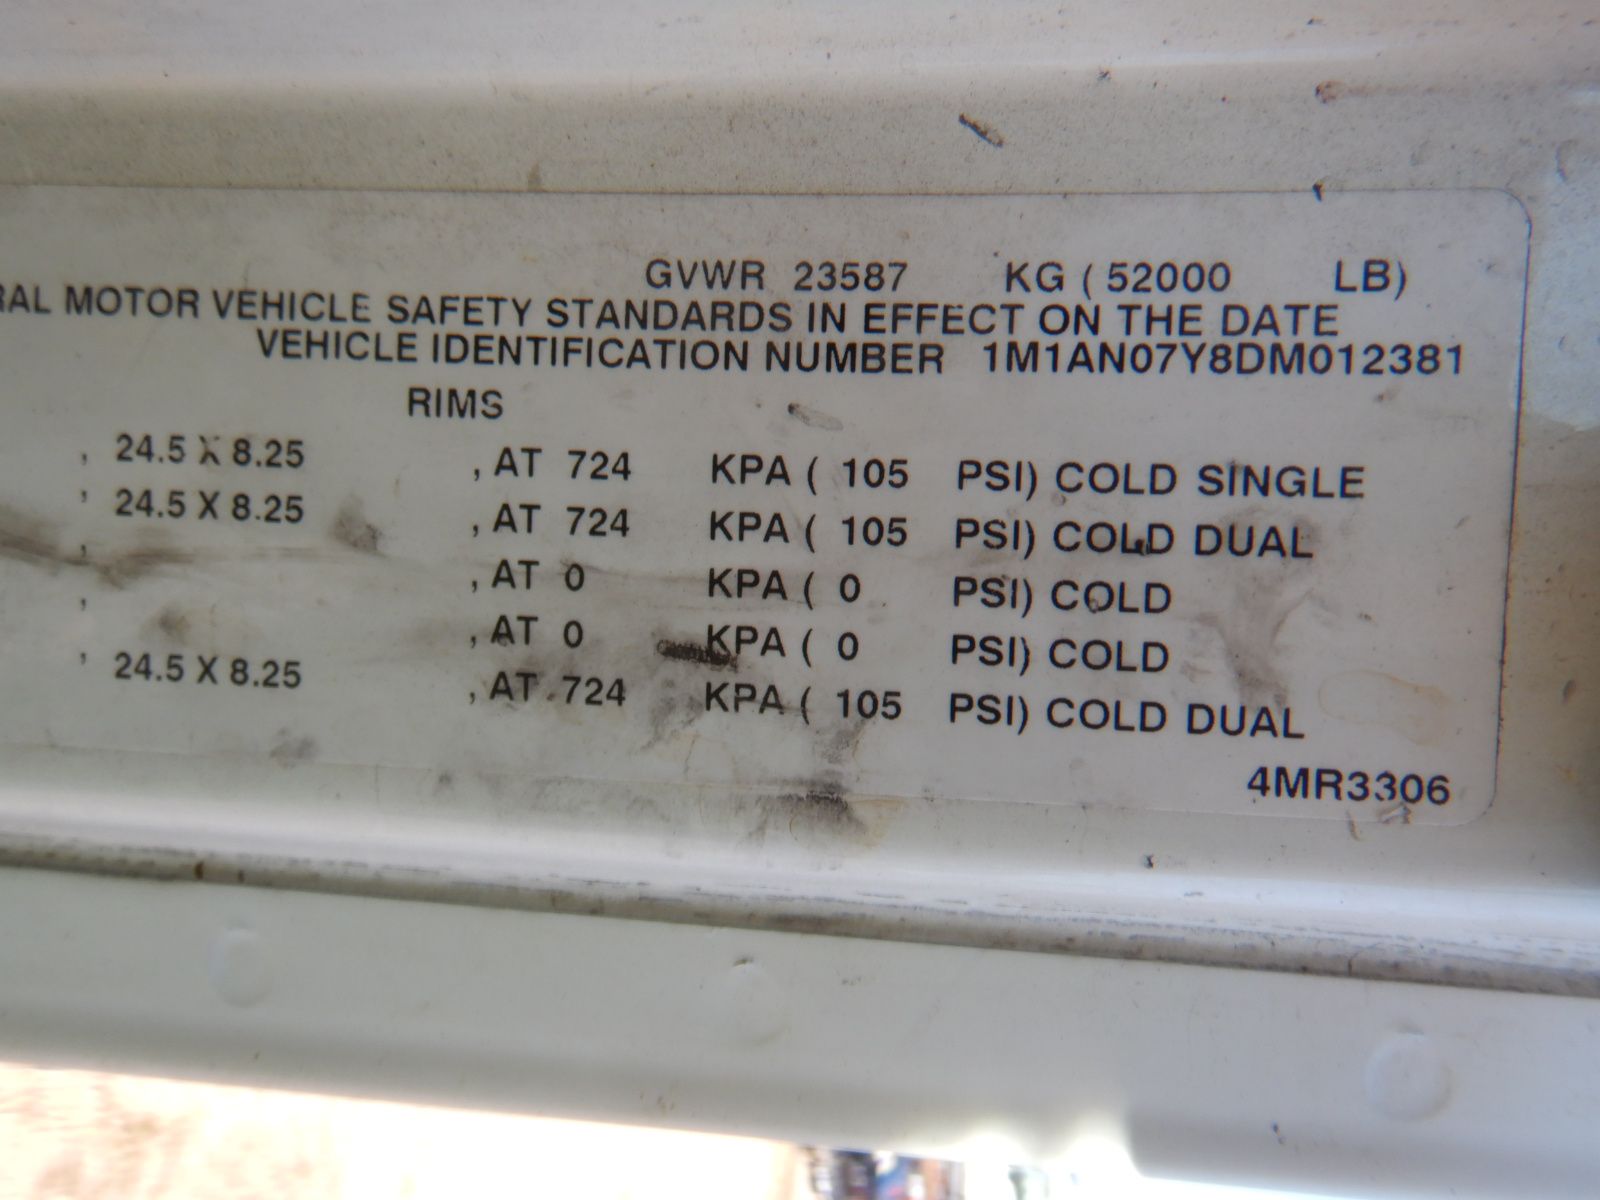 GVWR 23587 KG ( 52000 LB)
RAL MOTOR VEHICLE SAFETY STANDARDS IN EFFECT ON THE DATE
VEHICLE IDENTIFICATION NUMBER 1M1AN07Y8DM012381
RIMS
, 24.5 X 8.25 , AT 724 KPA ( 105 PSI) COLD SINGLE
, 24.5 X 8.25 , AT 724 KPA ( 105 PSI) COLD DUAL
, , AT 0 KPA ( 0 PSI) COLD
, , AT 0 KPA ( 0 PSI) COLD
, 24.5 X 8.25 , AT 724 KPA ( 105 PSI) COLD DUAL
4MR3306